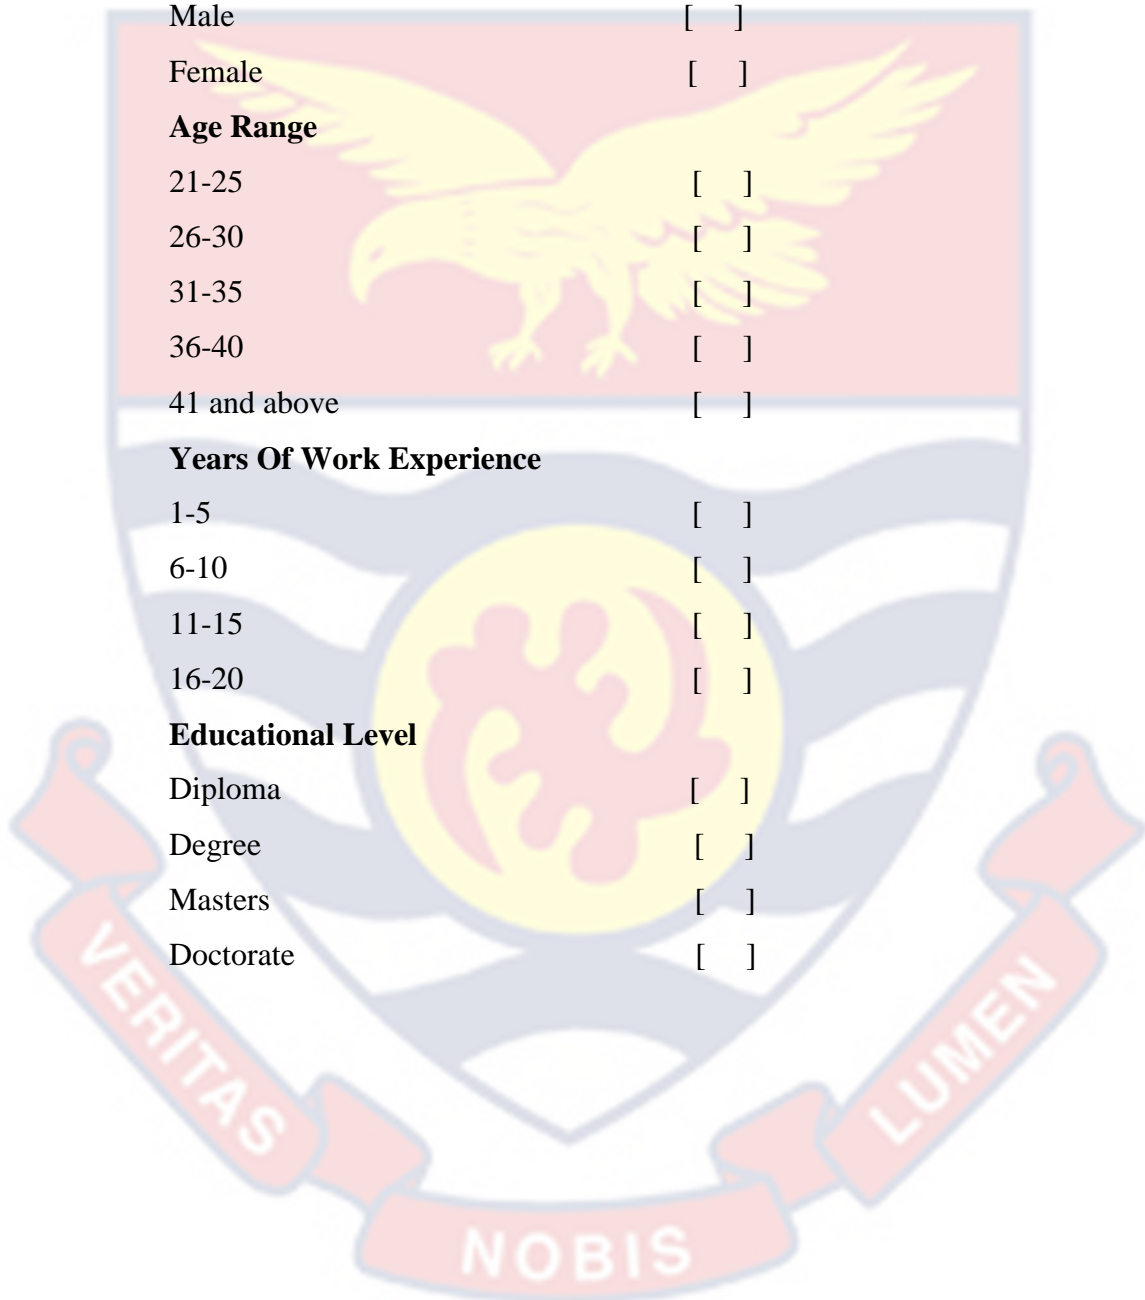 Male [ ]
Female [ ]
Age Range
21-25 [ ]
26-30 [ ]
31-35 [ ]
36-40 [ ]
41 and above [ ]
Years Of Work Experience
1-5 [ ]
6-10 [ ]
11-15 [ ]
16-20 [ ]
Educational Level
Diploma [ ]
Degree [ ]
Masters [ ]
Doctorate [ ]
VERITAS
NOBIS
LUMEN